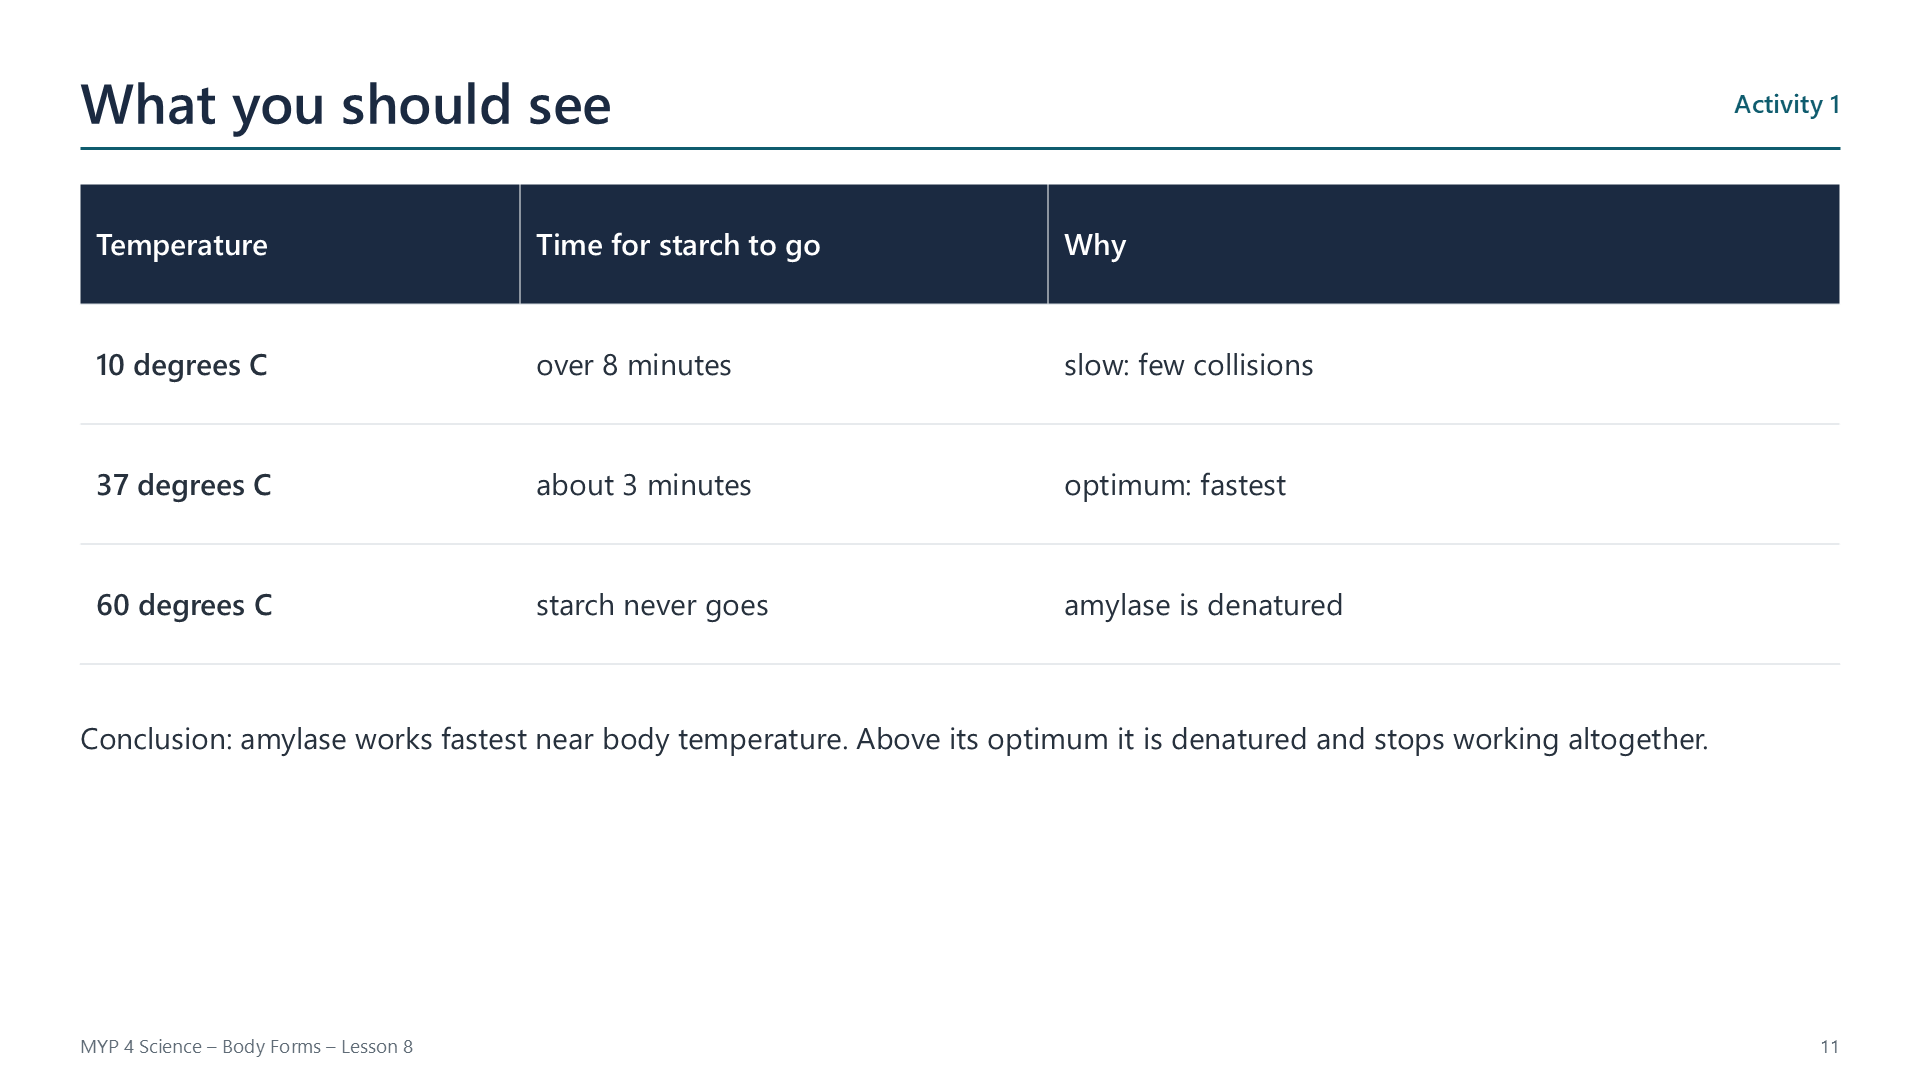 What you should see
Activity 1
Temperature
Time for starch to go
Why
10 degrees C
over 8 minutes
slow: few collisions
37 degrees C
about 3 minutes
optimum: fastest
60 degrees C
starch never goes
amylase is denatured
Conclusion: amylase works fastest near body temperature. Above its optimum it is denatured and stops working altogether.
MYP 4 Science – Body Forms – Lesson 8
11